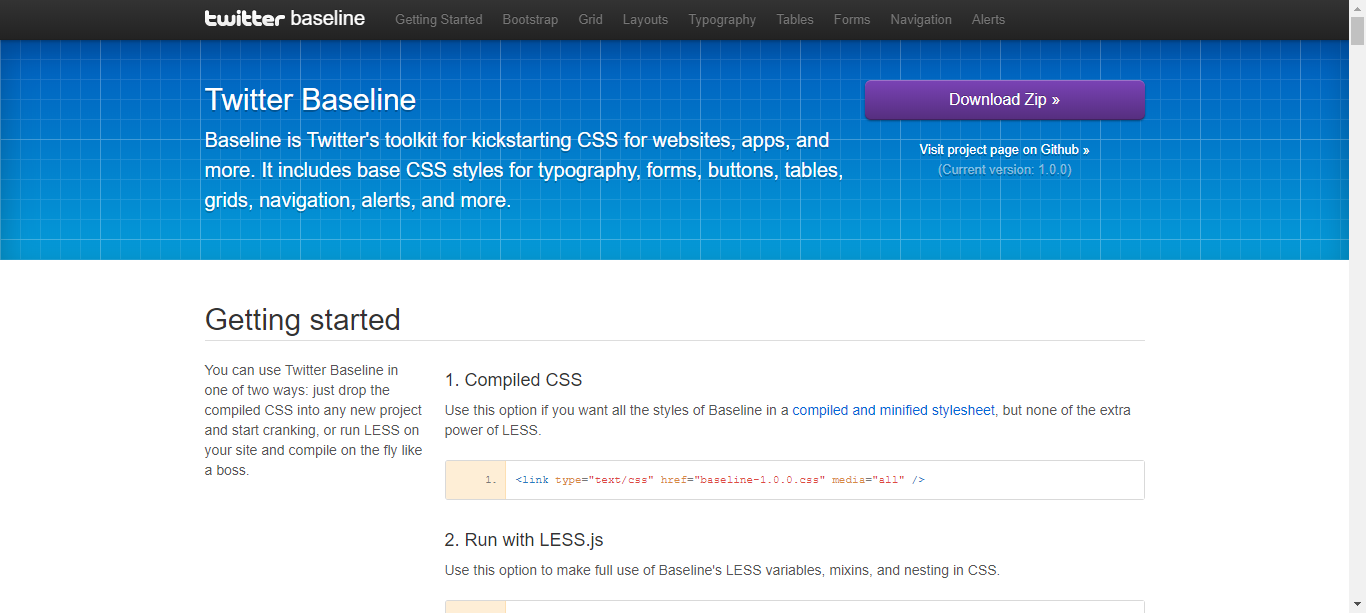 twitter baseline Getting Started Bootstrap Grid Layouts Typography Tables Forms Navigation Alerts
Twitter Baseline
Baseline is Twitter's toolkit for kickstarting CSS for websites, apps, and
more. It includes base CSS styles for typography, forms, buttons, tables,
grids, navigation, alerts, and more.
Download Zip »
Visit project page on Github »
(Current version: 1.0.0)
Getting started
You can use Twitter Baseline in
one of two ways: just drop the
compiled CSS into any new project
and start cranking, or run LESS on
your site and compile on the fly like
a boss.
1. Compiled CSS
Use this option if you want all the styles of Baseline in a compiled and minified stylesheet, but none of the extra
power of LESS.
1. <link type="text/css" href="baseline-1.0.0.css" media="all" />
2. Run with LESS.js
Use this option to make full use of Baseline's LESS variables, mixins, and nesting in CSS.